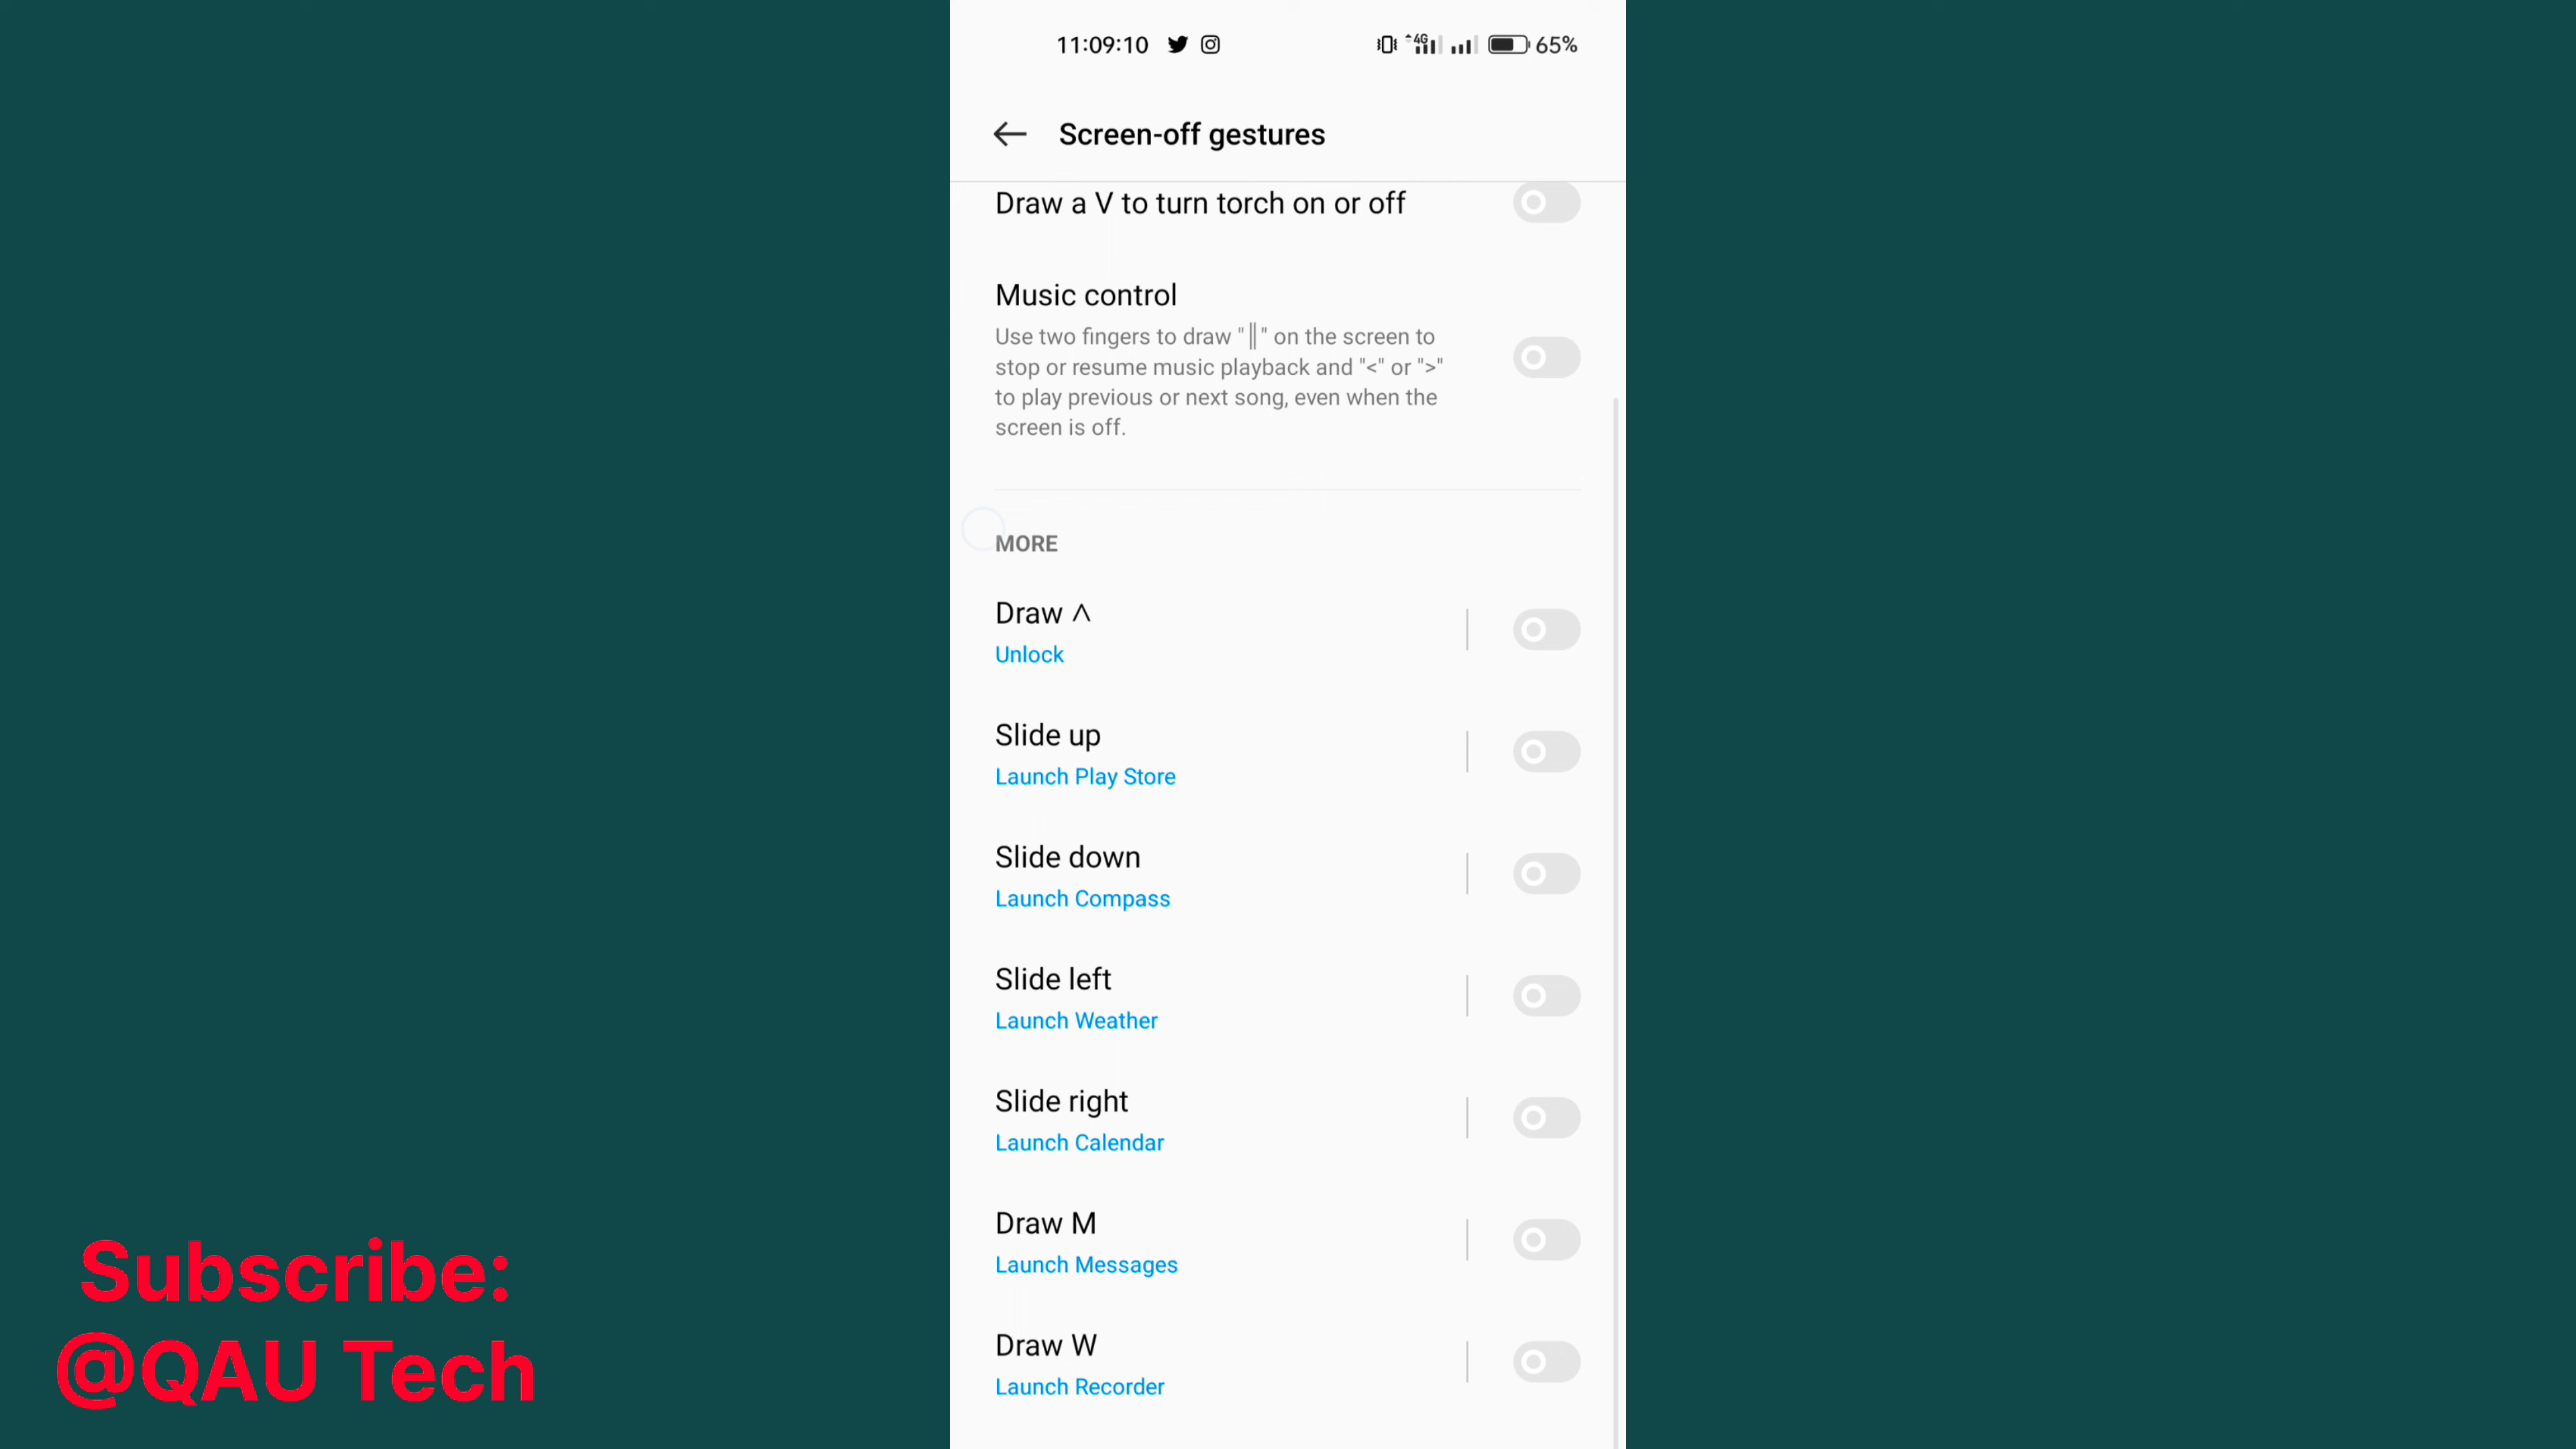 11:09:10 4G 65%
Screen-off gestures
Draw a V to turn torch on or off
Music control
Use two fingers to draw "||" on the screen to
stop or resume music playback and "<" or ">"
to play previous or next song, even when the
screen is off.
MORE
Draw ^
Unlock
Slide up
Launch Play Store
Slide down
Launch Compass
Slide left
Launch Weather
Slide right
Launch Calendar
Draw M
Launch Messages
Draw W
Launch Recorder
Subscribe:
@QAU Tech